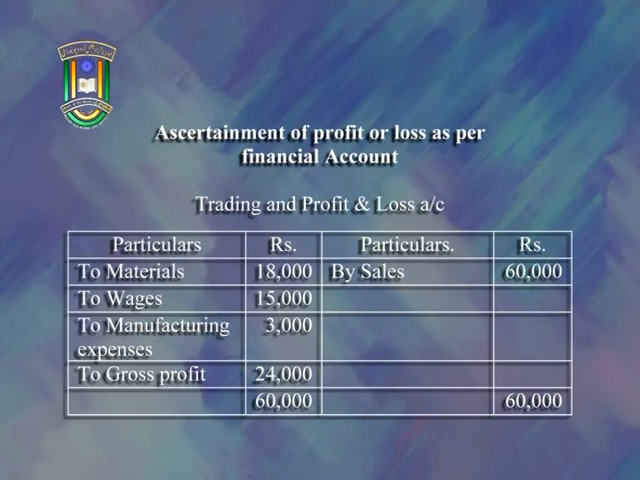 Ascertainment of profit or loss as per
financial Account
Trading and Profit & Loss a/c
Particulars Rs. Particulars. Rs.
To Materials 18,000 By Sales 60,000
To Wages 15,000
To Manufacturing 3,000
expenses
To Gross profit 24,000
60,000 60,000